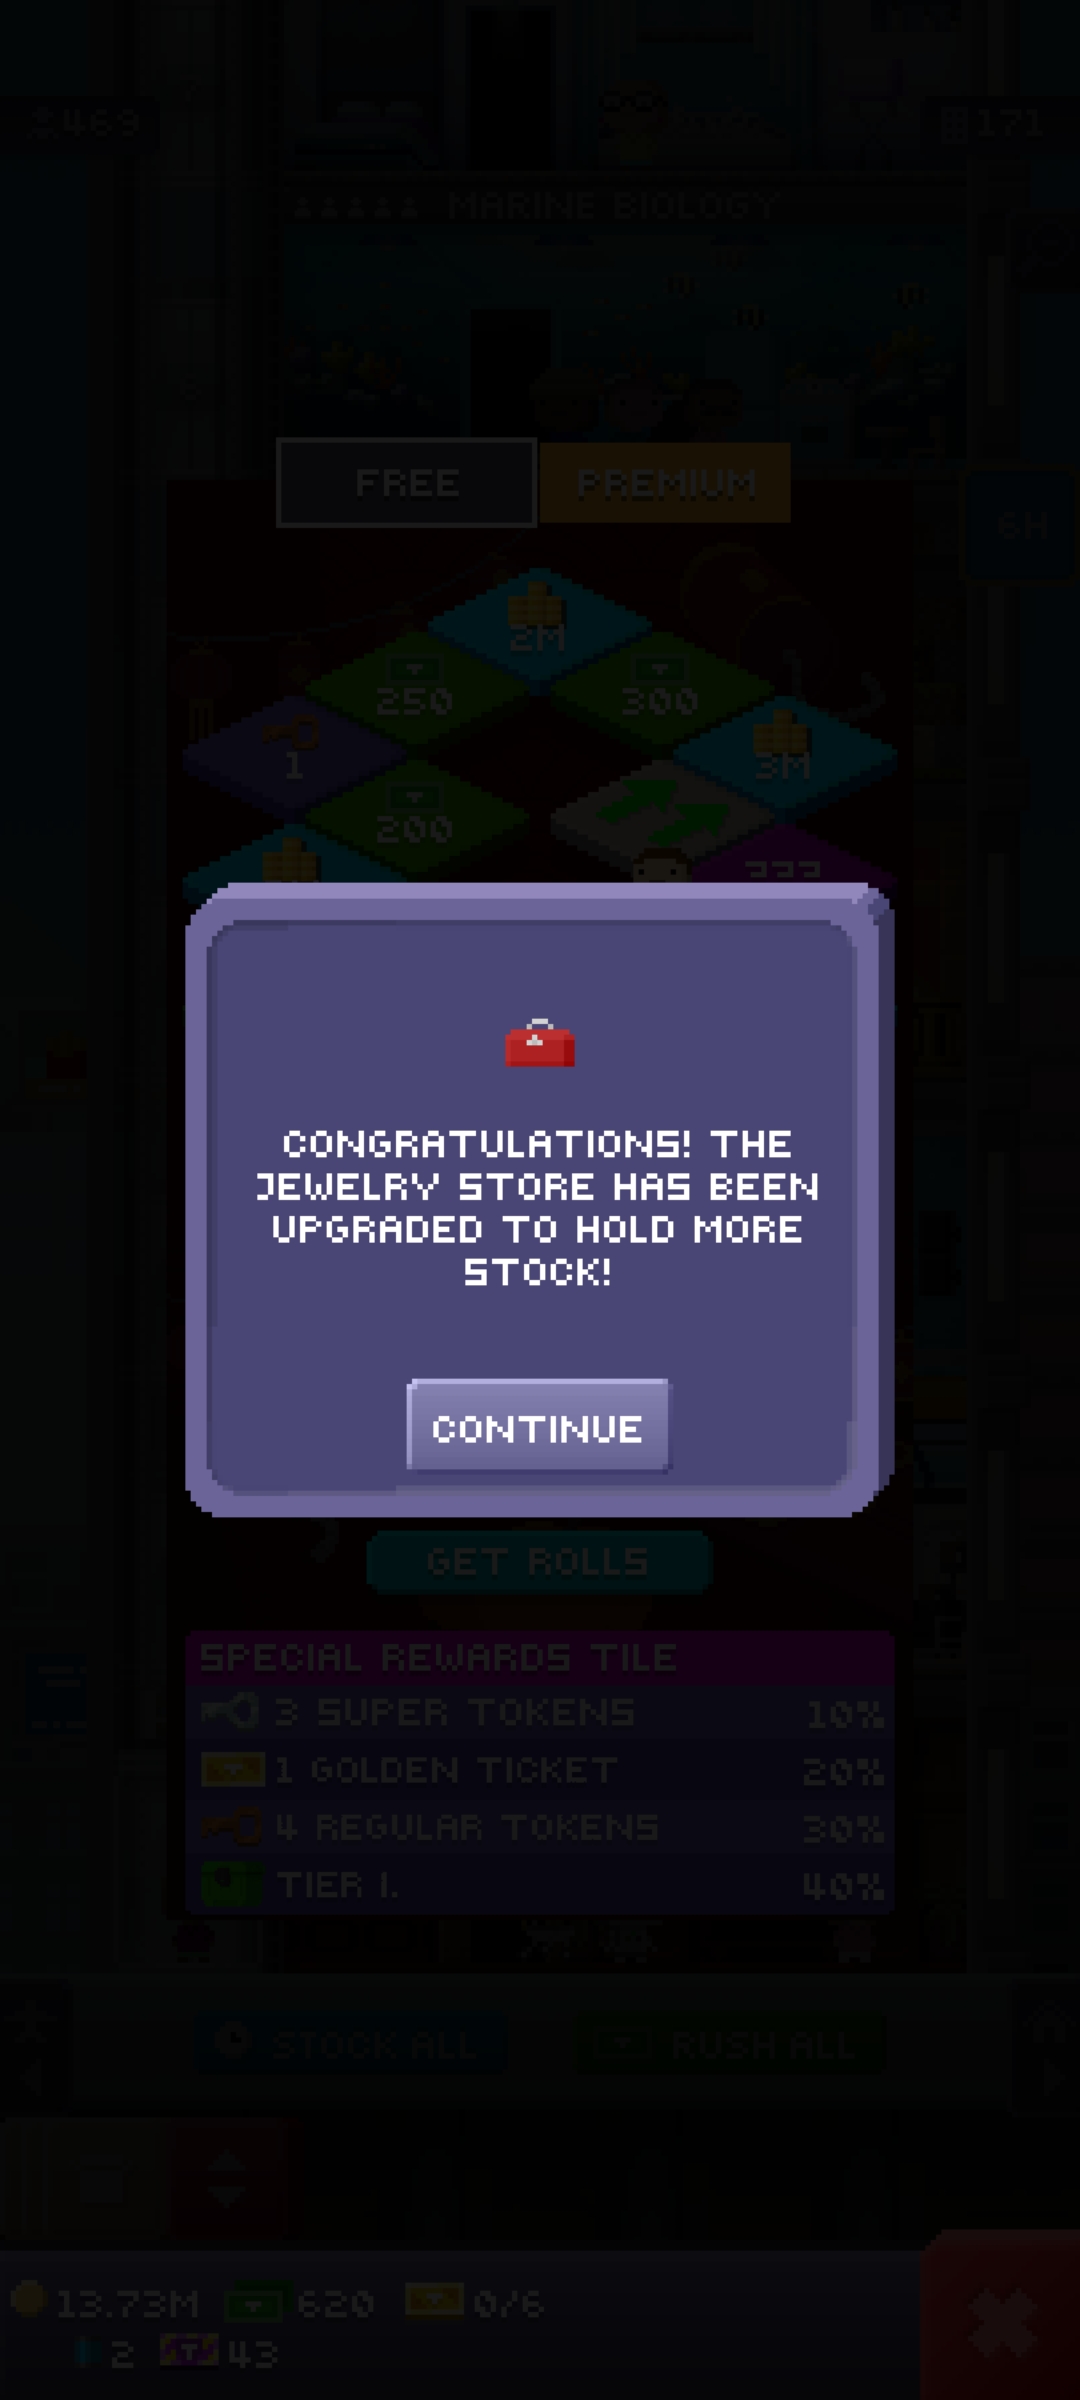 469
171
MARINE BIOLOGY
FREE
PREMIUM
6H
2M
250
300
1
3M
200
???
CONGRATULATIONS! THE
JEWELRY STORE HAS BEEN
UPGRADED TO HOLD MORE
STOCK!
CONTINUE
GET ROLLS
SPECIAL REWARDS TILE
3 SUPER TOKENS 10%
1 GOLDEN TICKET 20%
4 REGULAR TOKENS 30%
TIER 1. 40%
STOCK ALL
RUSH ALL
13.73M 620 0/6
2 43